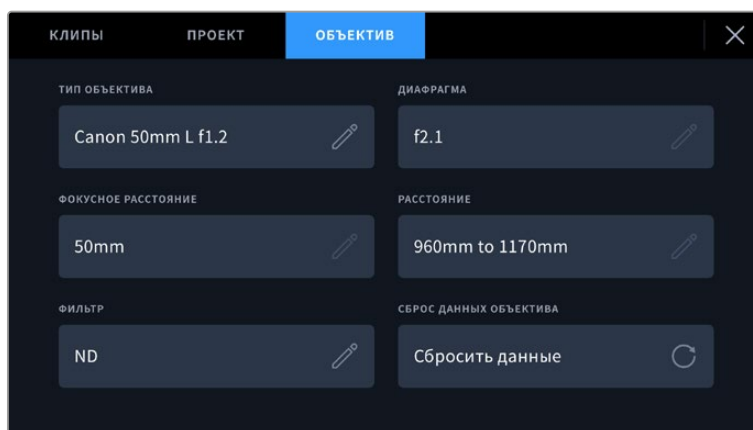 КЛИПЫ ПРОЕКТ ОБЪЕКТИВ
ТИП ОБЪЕКТИВА
Canon 50mm L f1.2
ДИАФРАГМА
f2.1
ФОКУСНОЕ РАССТОЯНИЕ
50mm
РАССТОЯНИЕ
960mm to 1170mm
ФИЛЬТР
ND
СБРОС ДАННЫХ ОБЪЕКТИВА
Сбросить данные